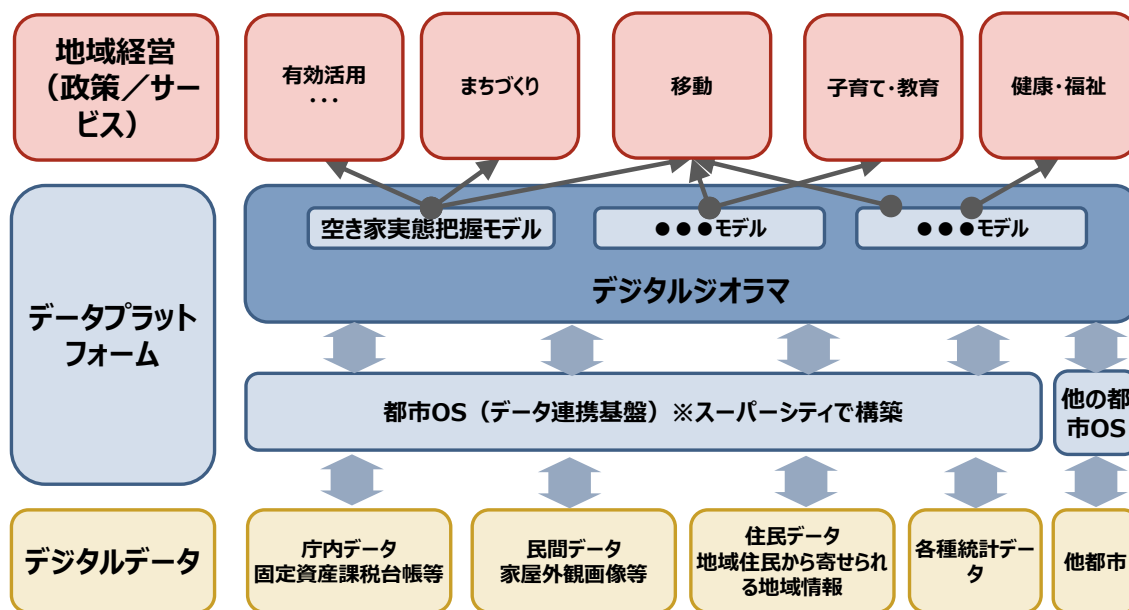 地域経営
（政策／サー
ビス）
有効活用
・・・
まちづくり
移動
子育て・教育
健康・福祉
データプラット
フォーム
空き家実態把握モデル
●●●モデル
●●●モデル
デジタルジオラマ
都市OS（データ連携基盤）※スーパーシティで構築
他の都
市OS
デジタルデータ
庁内データ
固定資産課税台帳等
民間データ
家屋外観画像等
住民データ
地域住民から寄せられ
る地域情報
各種統計デー
タ
他都市